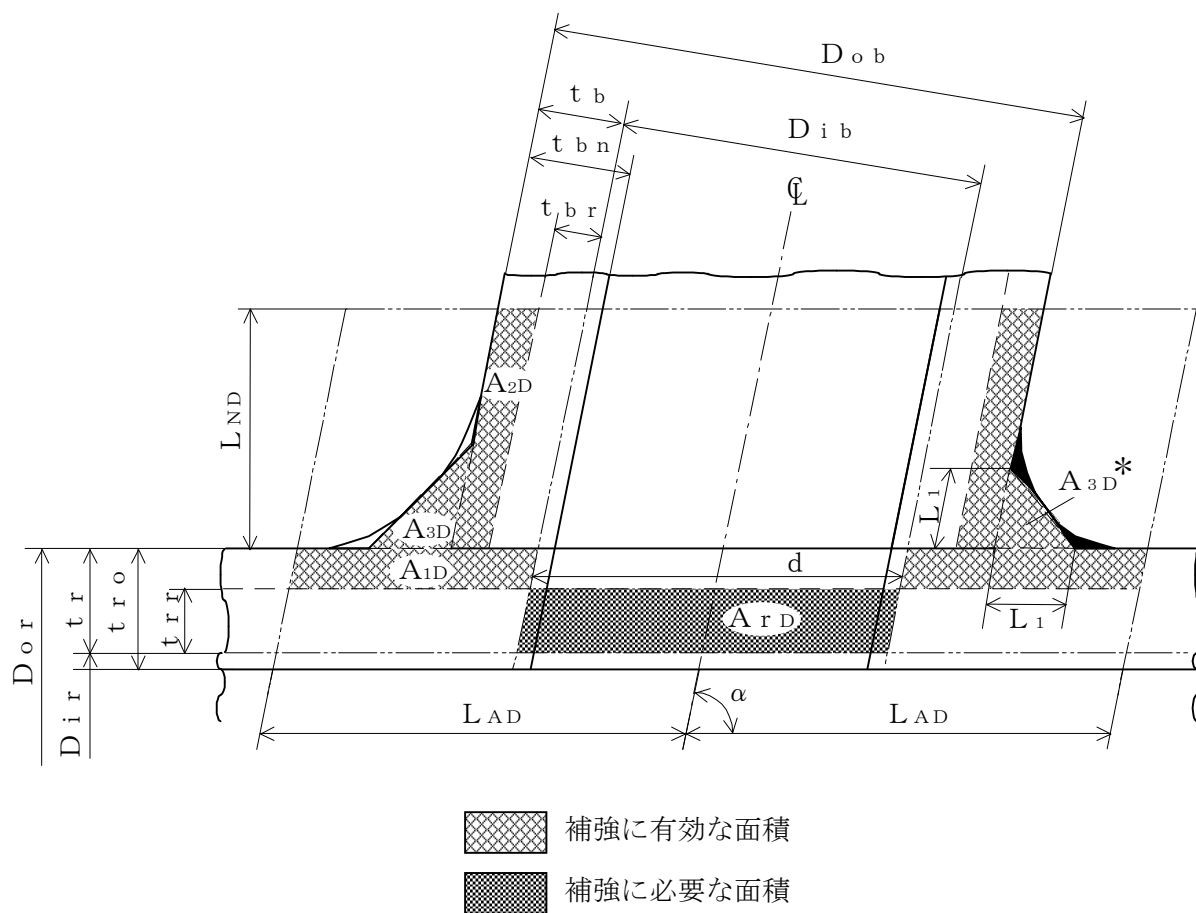 Dob
tb
Dib
tbn
℄
tbr
A2D
LND
L1
A3D*
A3D
A1D
d
Dor
tr
tro
trr
ArD
L1
Dir
LAD
α
LAD
補強に有効な面積
補強に必要な面積